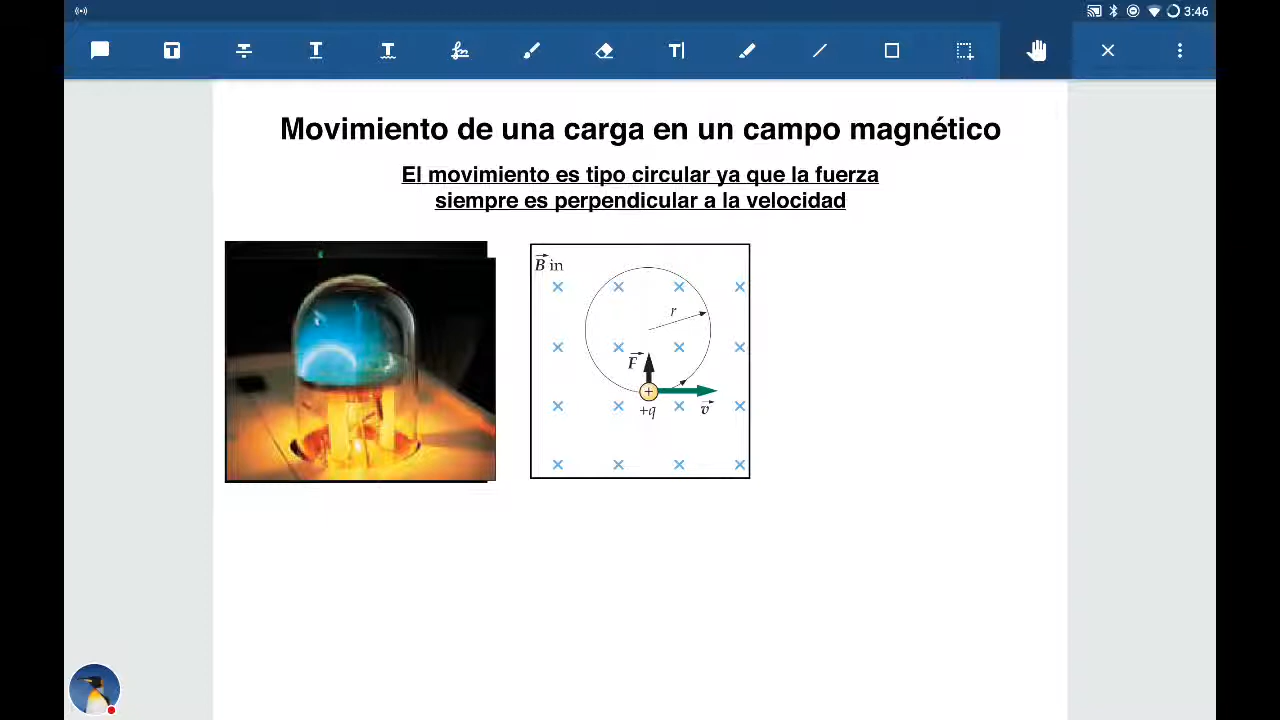 3:46
Movimiento de una carga en un campo magnético
El movimiento es tipo circular ya que la fuerza
siempre es perpendicular a la velocidad
B in
r
F
+
+q
v